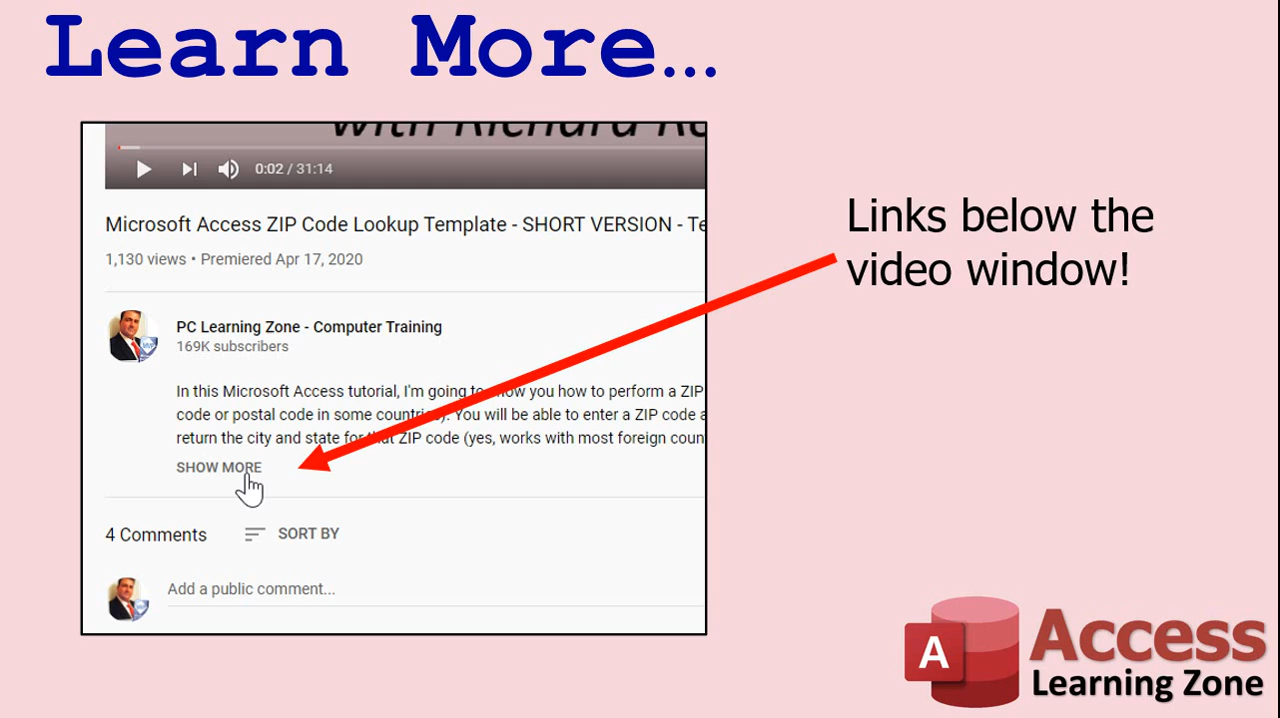 Learn More...
with Richard
0:02 / 31:14
Microsoft Access ZIP Code Lookup Template - SHORT VERSION - Te
1,130 views • Premiered Apr 17, 2020
Links below the
video window!
PC Learning Zone - Computer Training
169K subscribers
In this Microsoft Access tutorial, I'm going to show you how to perform a ZIP
code or postal code in some countries). You will be able to enter a ZIP code a
return the city and state for that ZIP code (yes, works with most foreign coun
SHOW MORE
4 Comments
SORT BY
Add a public comment...
A
Access
Learning Zone